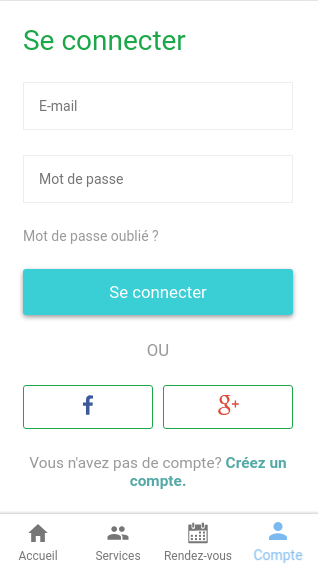 Se connecter
E-mail
Mot de passe
Mot de passe oublié ?
Se connecter
OU
f g+
Vous n'avez pas de compte? Créez un
compte.
Accueil Services Rendez-vous Compte